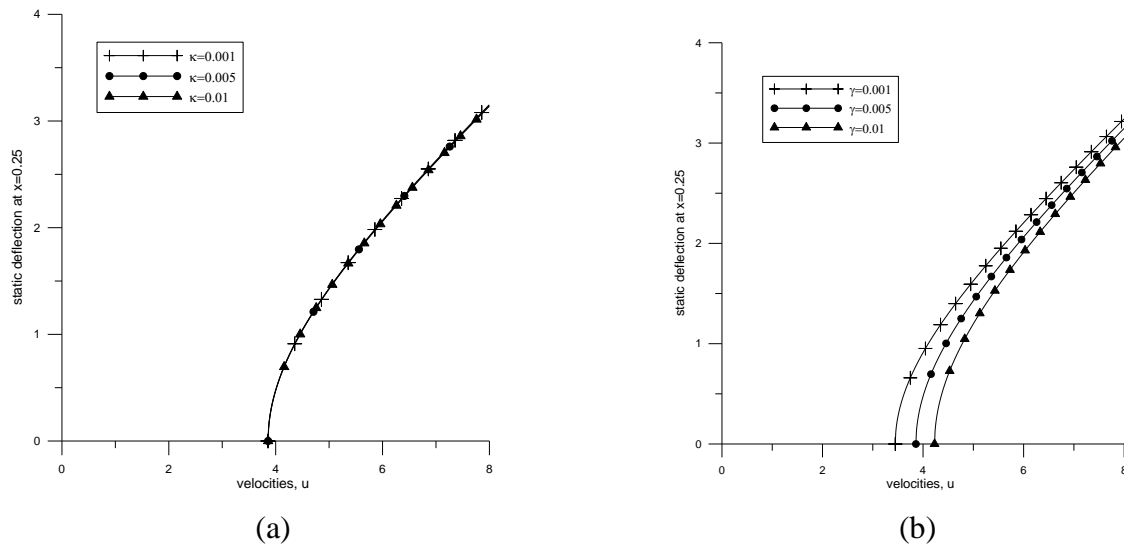 4
3
2
1
0
static deflection at x=0.25
κ=0.001
κ=0.005
κ=0.01
0 2 4 6 8
velocities, u
(a)
4
3
2
1
0
static deflection at x=0.25
γ=0.001
γ=0.005
γ=0.01
0 2 4 6 8
velocities, u
(b)